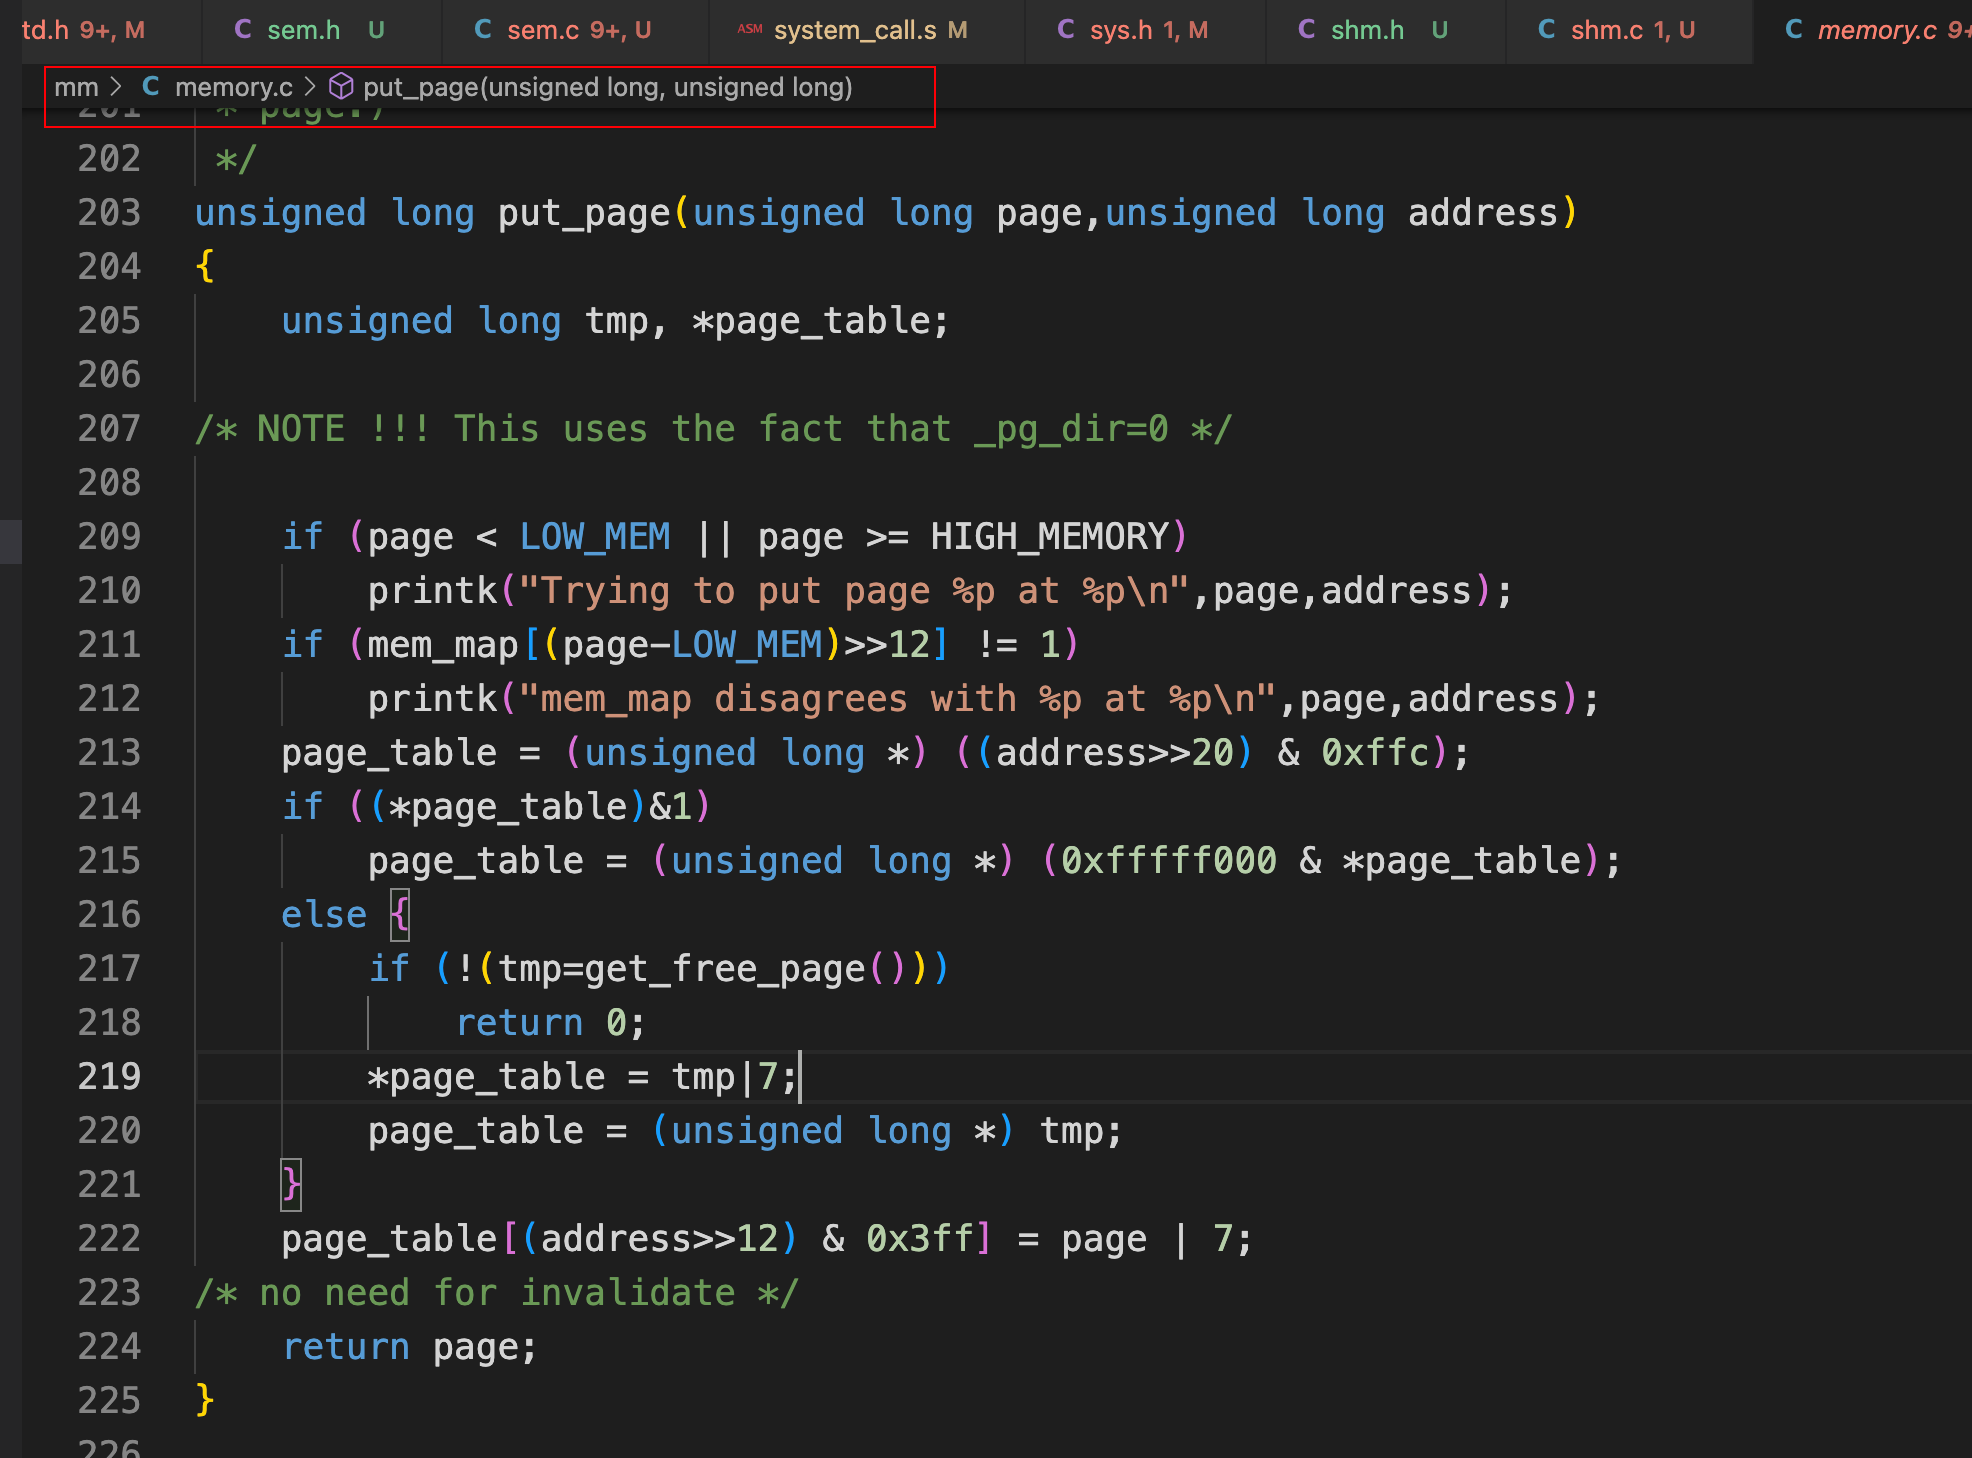 td.h 9+, M C sem.h U C sem.c 9+, U ASM system_call.s M C sys.h 1, M C shm.h U C shm.c 1, U C memory.c 9+
mm > C memory.c > put_page(unsigned long, unsigned long)
201 * page.)
202 */
203 unsigned long put_page(unsigned long page,unsigned long address)
204 {
205 unsigned long tmp, *page_table;
206
207 /* NOTE !!! This uses the fact that _pg_dir=0 */
208
209 if (page < LOW_MEM || page >= HIGH_MEMORY)
210 printk("Trying to put page %p at %p\n",page,address);
211 if (mem_map[(page-LOW_MEM)>>12] != 1)
212 printk("mem_map disagrees with %p at %p\n",page,address);
213 page_table = (unsigned long *) ((address>>20) & 0xffc);
214 if ((*page_table)&1)
215 page_table = (unsigned long *) (0xfffff000 & *page_table);
216 else {
217 if (!(tmp=get_free_page()))
218 return 0;
219 *page_table = tmp|7;
220 page_table = (unsigned long *) tmp;
221 }
222 page_table[(address>>12) & 0x3ff] = page | 7;
223 /* no need for invalidate */
224 return page;
225 }
226